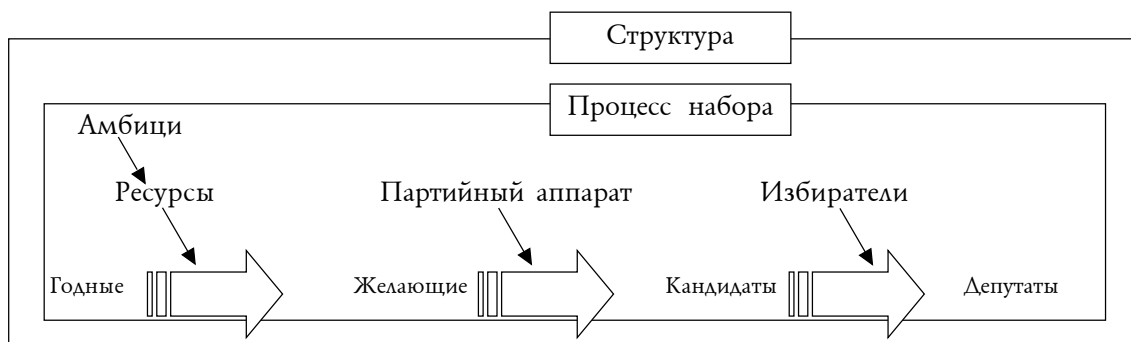 Структура
Процесс набора
Амбици
Ресурсы Партийный аппарат Избиратели
Годные Желающие Кандидаты Депутаты